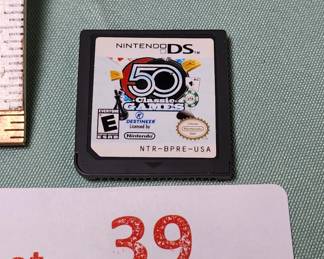 NINTENDO DS
50
Classic
GAMES
EVERYONE
E
DESTINEER
Licensed by
Nintendo
NTR-BPRE-USA
39